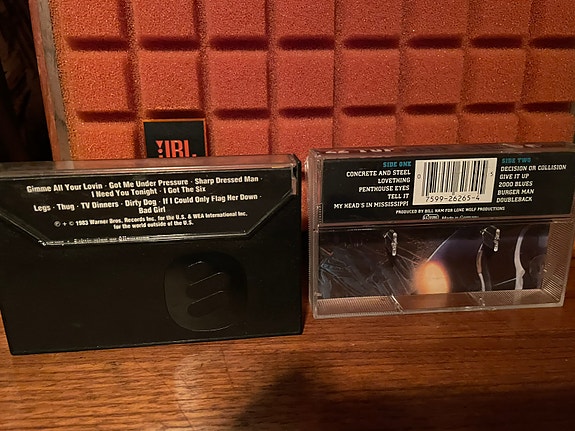 JBL
Gimme All Your Lovin · Got Me Under Pressure · Sharp Dressed Man ·
I Need You Tonight · I Got The Six
Legs · Thug · TV Dinners · Dirty Dog · If I Could Only Flag Her Down ·
Bad Girl
℗ + © 1983 Warner Bros. Records Inc. for the U.S. & WEA International Inc.
for the world outside of the U.S.
SIDE ONE
CONCRETE AND STEEL
LOVETHING
PENTHOUSE EYES
TELL IT
MY HEAD'S IN MISSISSIPPI
7599-26265-4
SIDE TWO
DECISION OR COLLISION
GIVE IT UP
2000 BLUES
BURGER MAN
DOUBLEBACK
PRODUCED BY BILL HAM FOR LONE WOLF PRODUCTIONS
Made in Germany